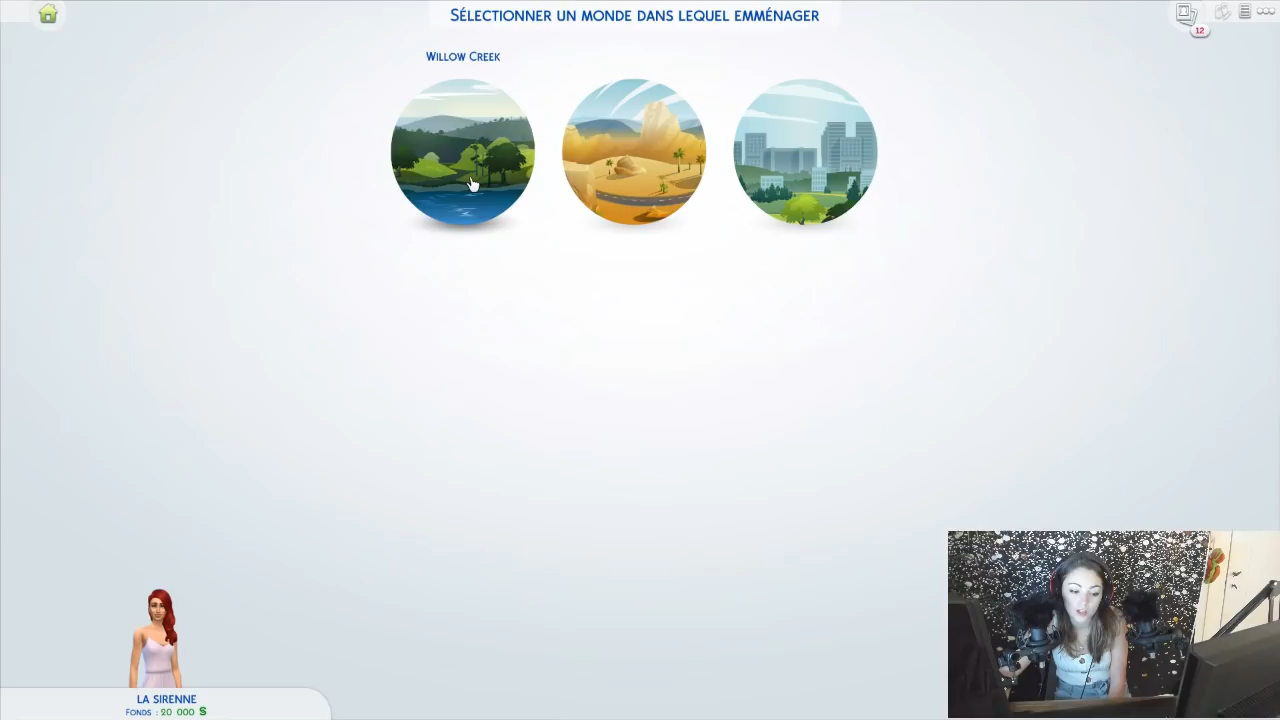 SÉLECTIONNER UN MONDE DANS LEQUEL EMMÉNAGER
12
WILLOW CREEK
LA SIRENNE
FONDS : 20 000 $